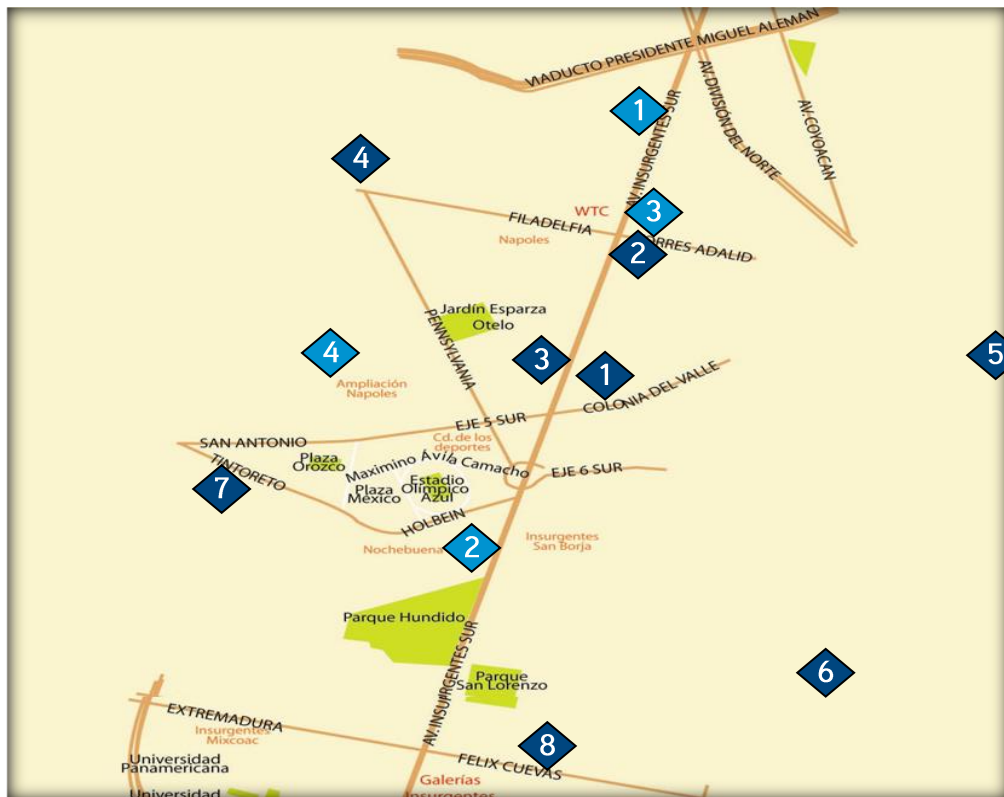 VIADUCTO PRESIDENTE MIGUEL ALEMAN
1
AV. INSURGENTES SUR
AV. DIVISIÓN DEL NORTE
AV. COYOACAN
4
WTC
3
FILADELFIA
Napoles
2
ORRES ADALID
Jardín Esparza
Otelo
PENNSYLVANIA
4
3
1
5
Ampliación
Napoles
COLONIA DEL VALLE
EJE 5 SUR
SAN ANTONIO
Cd. de los
deportes
Plaza
Orozco
TINTORETO
Maximino Ávila Camacho
EJE 6 SUR
7
Plaza
México
Estadio
Olímpico
Azul
HOLBEIN
Nochebuena
2
Insurgentes
San Borja
Parque Hundido
AV. INSURGENTES SUR
Parque
San Lorenzo
6
EXTREMADURA
Insurgentes
Mixcoac
8
FELIX CUEVAS
Universidad
Panamericana
Galerías
Insurgentes
Universidad